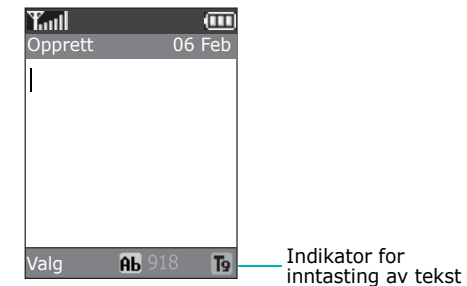 Opprett 06 Feb
Valg Ab 918 T9
Indikator for
inntasting av tekst